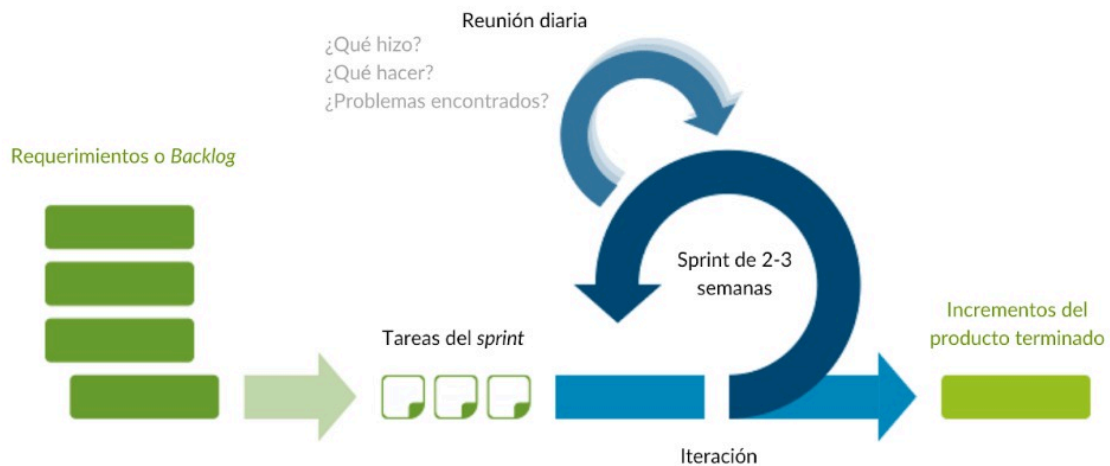 Reunión diaria
¿Qué hizo?
¿Qué hacer?
¿Problemas encontrados?
Requerimientos o Backlog
Sprint de 2-3
semanas
Tareas del sprint
Incrementos del
producto terminado
Iteración